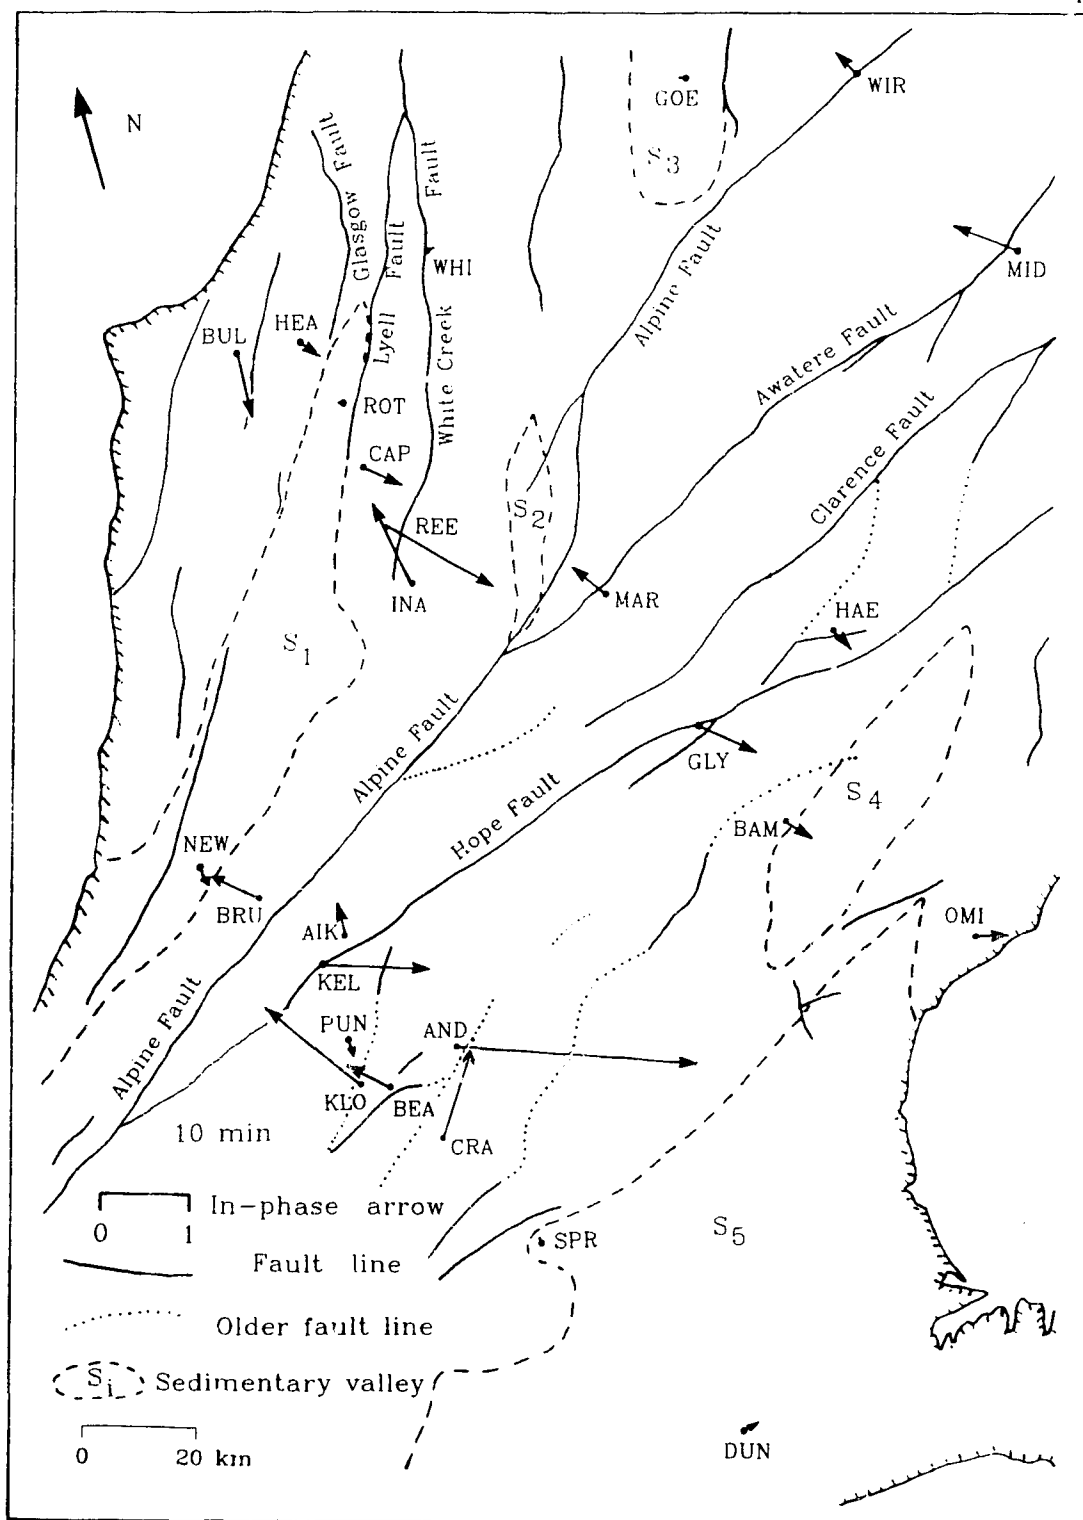 N
GOE
WIR
S3
Glasgow Fault
Fault
Lyell Fault
WHI
White Creek
Alpine Fault
MID
BUL
HEA
ROT
CAP
Awatere Fault
Clarence Fault
REE
S2
INA
MAR
HAE
S1
Alpine Fault
GLY
Hope Fault
S4
BAM
NEW
BRU
AIK
OMI
KEL
Alpine Fault
PUN
AND
KLO
BEA
CRA
10 min
In-phase arrow
0 1
Fault line
SPR
S5
Older fault line
Si Sedimentary valley
0 20 km
DUN